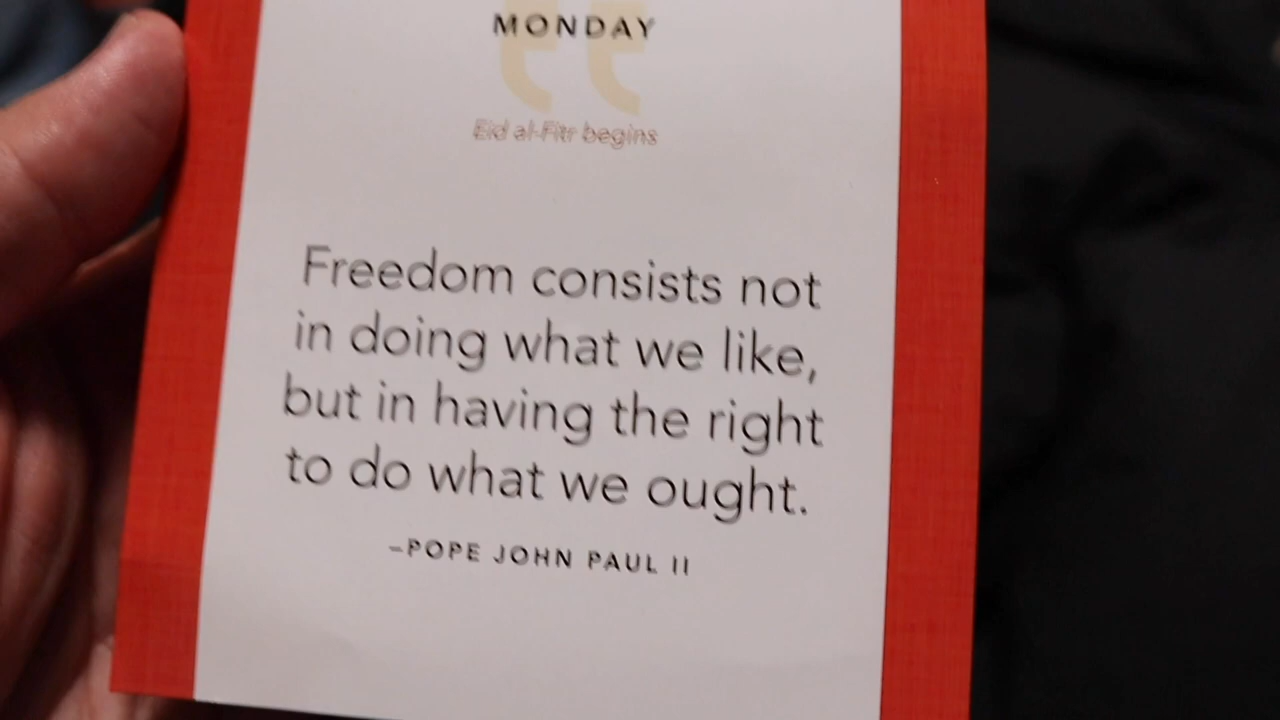 MONDAY
Eid al-Fitr begins
Freedom consists not
in doing what we like,
but in having the right
to do what we ought.
–POPE JOHN PAUL II